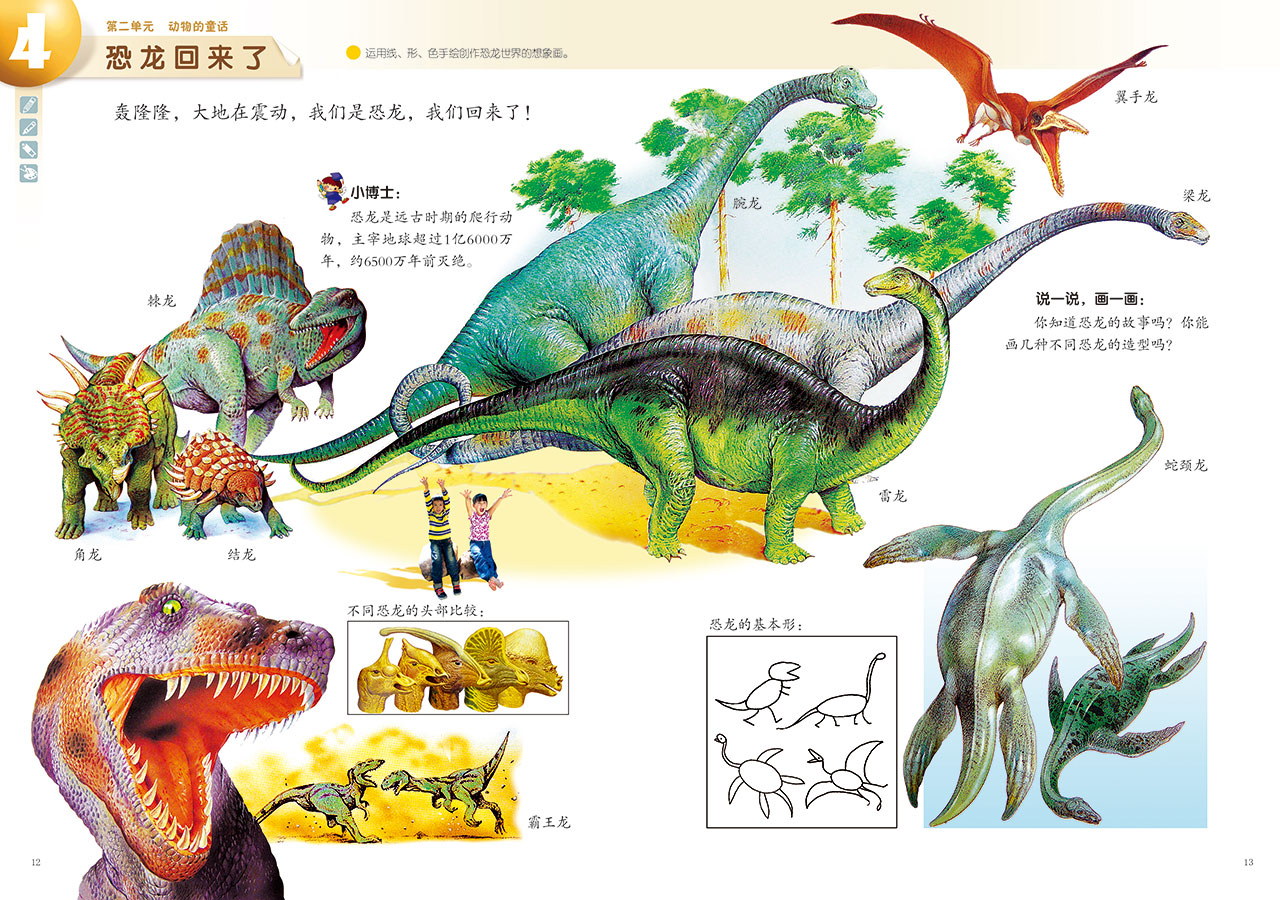 4
第二单元 动物的童话
恐龙回来了
运用线、形、色手绘创作恐龙世界的想象画。
轰隆隆，大地在震动，我们是恐龙，我们回来了！
翼手龙
小博士：
恐龙是远古时期的爬行动
物，主宰地球超过1亿6000万
年，约6500万年前灭绝。
腕龙
梁龙
棘龙
说一说，画一画：
你知道恐龙的故事吗？你能
画几种不同恐龙的造型吗？
蛇颈龙
雷龙
角龙
结龙
不同恐龙的头部比较：
恐龙的基本形：
霸王龙
12
13